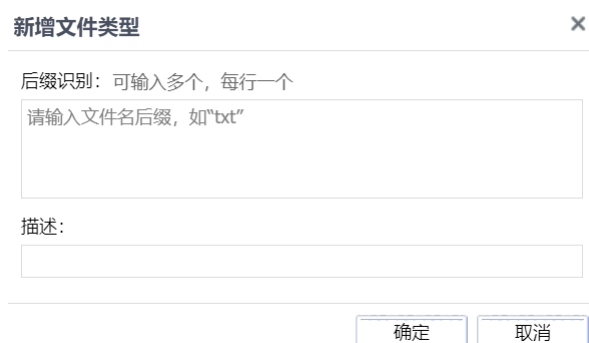 新增文件类型 ×
后缀识别：可输入多个，每行一个
请输入文件名后缀，如“txt”
描述：
确定 取消